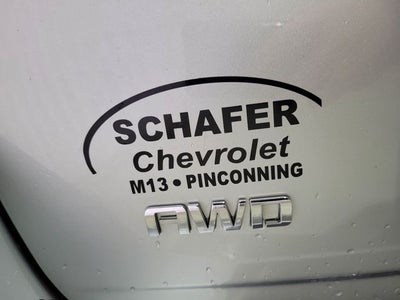 SCHAFER
Chevrolet
M13 • PINCONNING
AWD